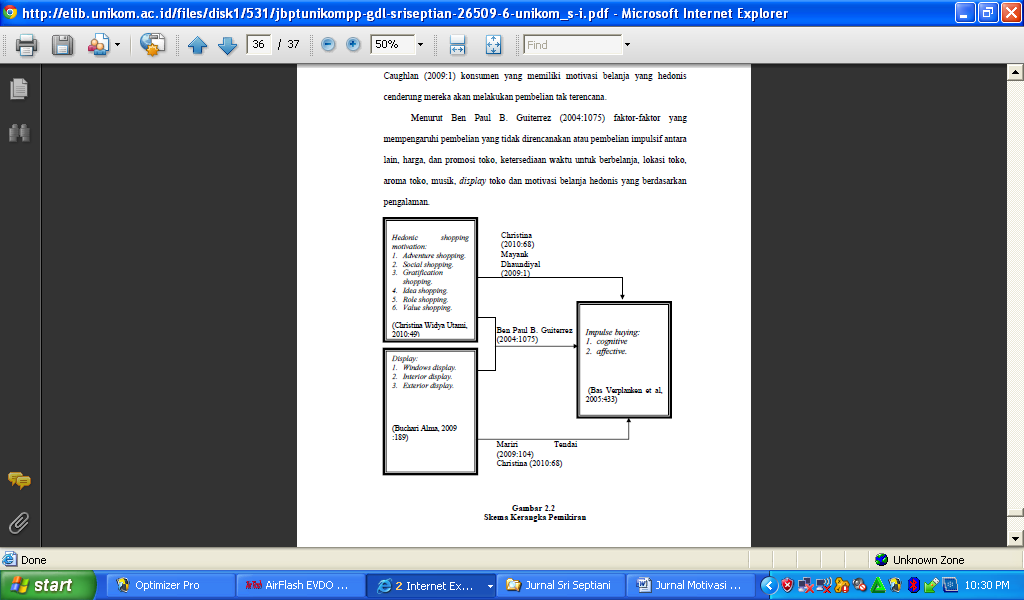 http://elib.unikom.ac.id/files/disk1/531/jbptunikompp-gdl-sriseptian-26509-6-unikom_s-i.pdf - Microsoft Internet Explorer
36 / 37
50%
Find
Caughlan (2009:1) konsumen yang memiliki motivasi belanja yang hedonis
cenderung mereka akan melakukan pembelian tak terencana.
Menurut Ben Paul B. Guiterrez (2004:1075) faktor-faktor yang
mempengaruhi pembelian yang tidak direncanakan atau pembelian impulsif antara
lain, harga, dan promosi toko, ketersediaan waktu untuk berbelanja, lokasi toko,
aroma toko, musik, display toko dan motivasi belanja hedonis yang berdasarkan
pengalaman.
Hedonic shopping
motivation:
1. Adventure shopping.
2. Social shopping.
3. Gratification
shopping.
4. Idea shopping.
5. Role shopping.
6. Value shopping.
(Christina Widya Utami,
2010:49)
Christina
(2010:68)
Mayank
Dhaundiyal
(2009:1)
Ben Paul B. Guiterrez
(2004:1075)
Impulse buying:
1. cognitive
2. affective.
(Bas Verplanken et al,
2005:433)
Display:
1. Windows display.
2. Interior display.
3. Exterior display.
(Buchari Alma, 2009
:189)
Mariri Tendai
(2009:104)
Christina (2010:68)
Gambar 2.2
Skema Kerangka Pemikiran
Done
Unknown Zone
start
Optimizer Pro
AirFlash EVDO ...
2 Internet Ex...
Jurnal Sri Septiani
Jurnal Motivasi ...
10:30 PM